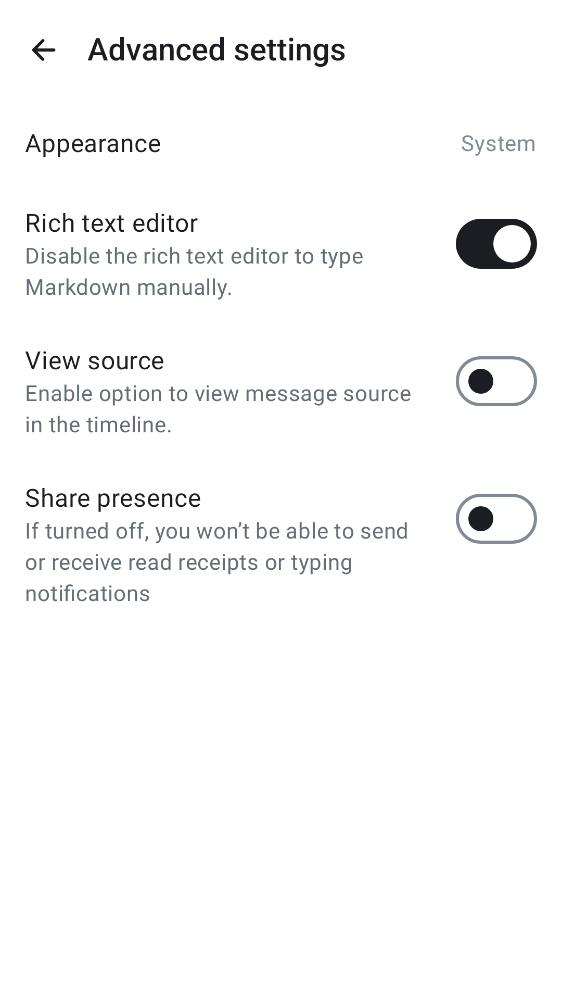 Advanced settings
Appearance
System
Rich text editor
Disable the rich text editor to type
Markdown manually.
View source
Enable option to view message source
in the timeline.
Share presence
If turned off, you won’t be able to send
or receive read receipts or typing
notifications